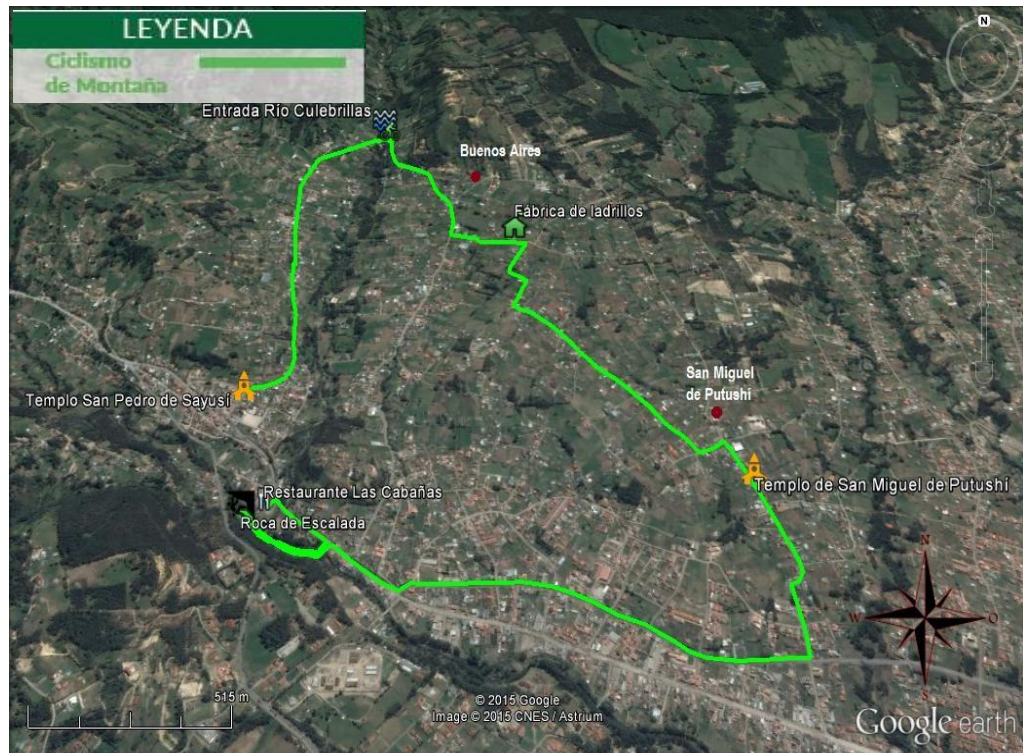 LEYENDA
Ciclismo
de Montaña
N
Entrada Río Culebrillas
Buenos Aires
Fábrica de ladrillos
San Miguel
de Putushí
Templo San Pedro de Sayusí
Templo de San Miguel de Putushí
Restaurante Las Cabañas
Roca de Escalada
N
W
O
S
515 m
© 2015 Google
Image © 2015 CNES / Astrium
Google earth